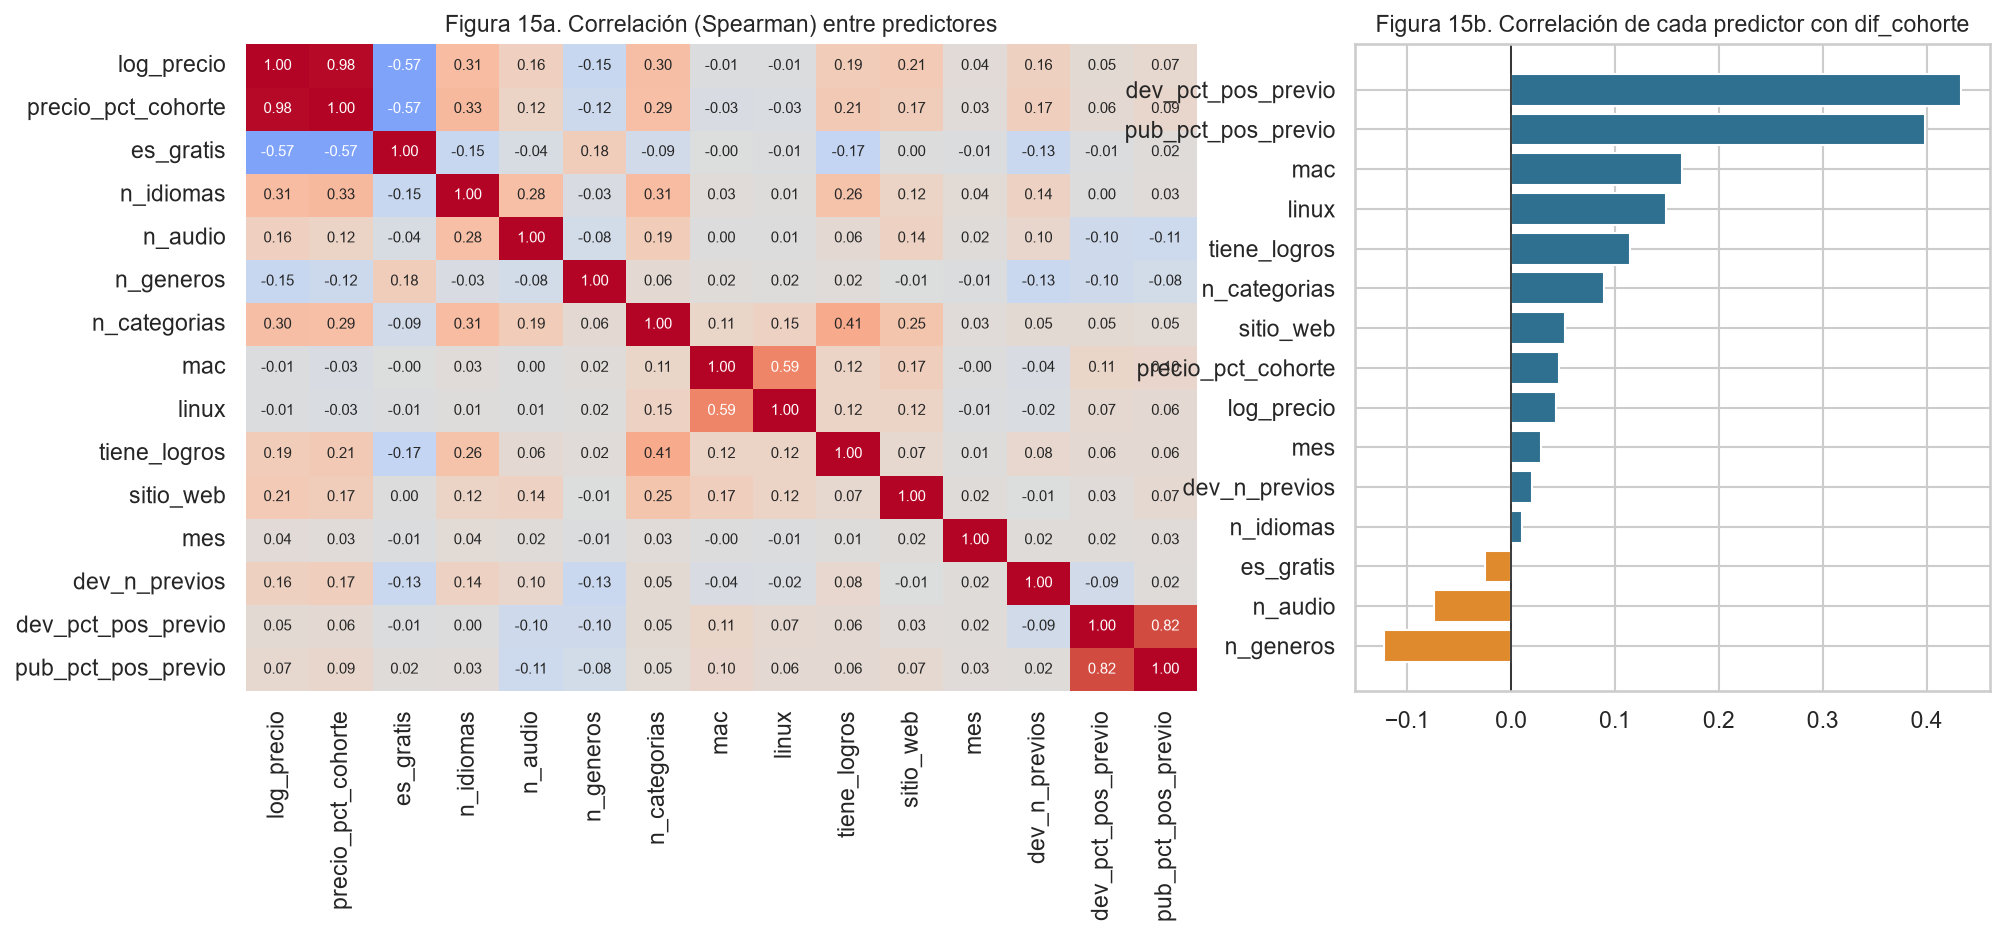 Figura 15a. Correlación (Spearman) entre predictores
log_precio 1.00 0.98 -0.57 0.31 0.16 -0.15 0.30 -0.01 -0.01 0.19 0.21 0.04 0.16 0.05 0.07
precio_pct_cohorte 0.98 1.00 -0.57 0.33 0.12 -0.12 0.29 -0.03 -0.03 0.21 0.17 0.03 0.17 0.06 0.09
es_gratis -0.57 -0.57 1.00 -0.15 -0.04 0.18 -0.09 -0.00 -0.01 -0.17 0.00 -0.01 -0.13 -0.01 0.02
n_idiomas 0.31 0.33 -0.15 1.00 0.28 -0.03 0.31 0.03 0.01 0.26 0.12 0.04 0.14 0.00 0.03
n_audio 0.16 0.12 -0.04 0.28 1.00 -0.08 0.19 0.00 0.01 0.06 0.14 0.02 0.10 -0.10 -0.11
n_generos -0.15 -0.12 0.18 -0.03 -0.08 1.00 0.06 0.02 0.02 0.02 -0.01 -0.01 -0.13 -0.10 -0.08
n_categorias 0.30 0.29 -0.09 0.31 0.19 0.06 1.00 0.11 0.15 0.41 0.25 0.03 0.05 0.05 0.05
mac -0.01 -0.03 -0.00 0.03 0.00 0.02 0.11 1.00 0.59 0.12 0.17 -0.00 -0.04 0.11 0.10
linux -0.01 -0.03 -0.01 0.01 0.01 0.02 0.15 0.59 1.00 0.12 0.12 -0.01 -0.02 0.07 0.06
tiene_logros 0.19 0.21 -0.17 0.26 0.06 0.02 0.41 0.12 0.12 1.00 0.07 0.01 0.08 0.06 0.06
sitio_web 0.21 0.17 0.00 0.12 0.14 -0.01 0.25 0.17 0.12 0.07 1.00 0.02 -0.01 0.03 0.07
mes 0.04 0.03 -0.01 0.04 0.02 -0.01 0.03 -0.00 -0.01 0.01 0.02 1.00 0.02 0.02 0.03
dev_n_previos 0.16 0.17 -0.13 0.14 0.10 -0.13 0.05 -0.04 -0.02 0.08 -0.01 0.02 1.00 -0.09 0.02
dev_pct_pos_previo 0.05 0.06 -0.01 0.00 -0.10 -0.10 0.05 0.11 0.07 0.06 0.03 0.02 -0.09 1.00 0.82
pub_pct_pos_previo 0.07 0.09 0.02 0.03 -0.11 -0.08 0.05 0.10 0.06 0.06 0.07 0.03 0.02 0.82 1.00
log_precio
precio_pct_cohorte
es_gratis
n_idiomas
n_audio
n_generos
n_categorias
mac
linux
tiene_logros
sitio_web
mes
dev_n_previos
dev_pct_pos_previo
pub_pct_pos_previo
Figura 15b. Correlación de cada predictor con dif_cohorte
dev_pct_pos_previo
pub_pct_pos_previo
mac
linux
tiene_logros
n_categorias
sitio_web
precio_pct_cohorte
log_precio
mes
dev_n_previos
n_idiomas
es_gratis
n_audio
n_generos
−0.1 0.0 0.1 0.2 0.3 0.4